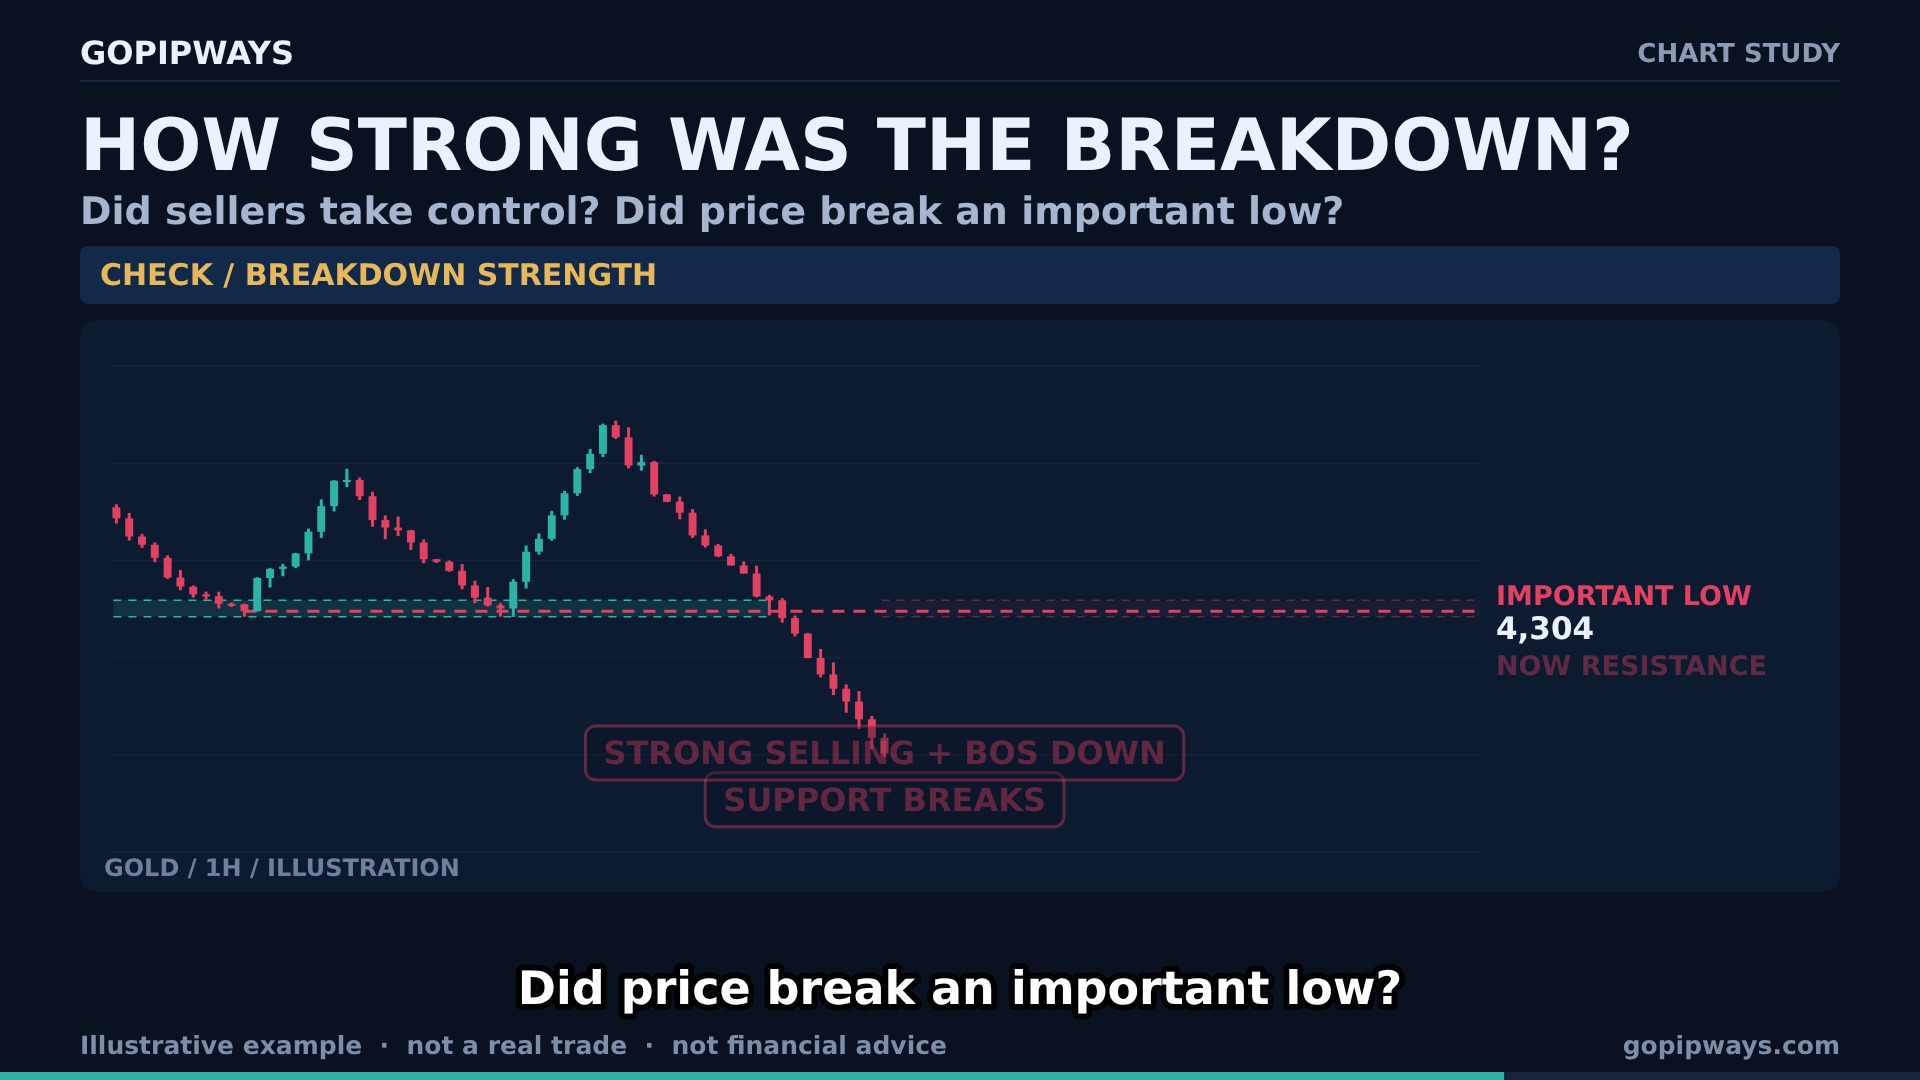 GOPIPWAYS
CHART STUDY
HOW STRONG WAS THE BREAKDOWN?
Did sellers take control? Did price break an important low?
CHECK / BREAKDOWN STRENGTH
IMPORTANT LOW
4,304
NOW RESISTANCE
STRONG SELLING + BOS DOWN
SUPPORT BREAKS
GOLD / 1H / ILLUSTRATION
Did price break an important low?
Illustrative example · not a real trade · not financial advice
gopipways.com